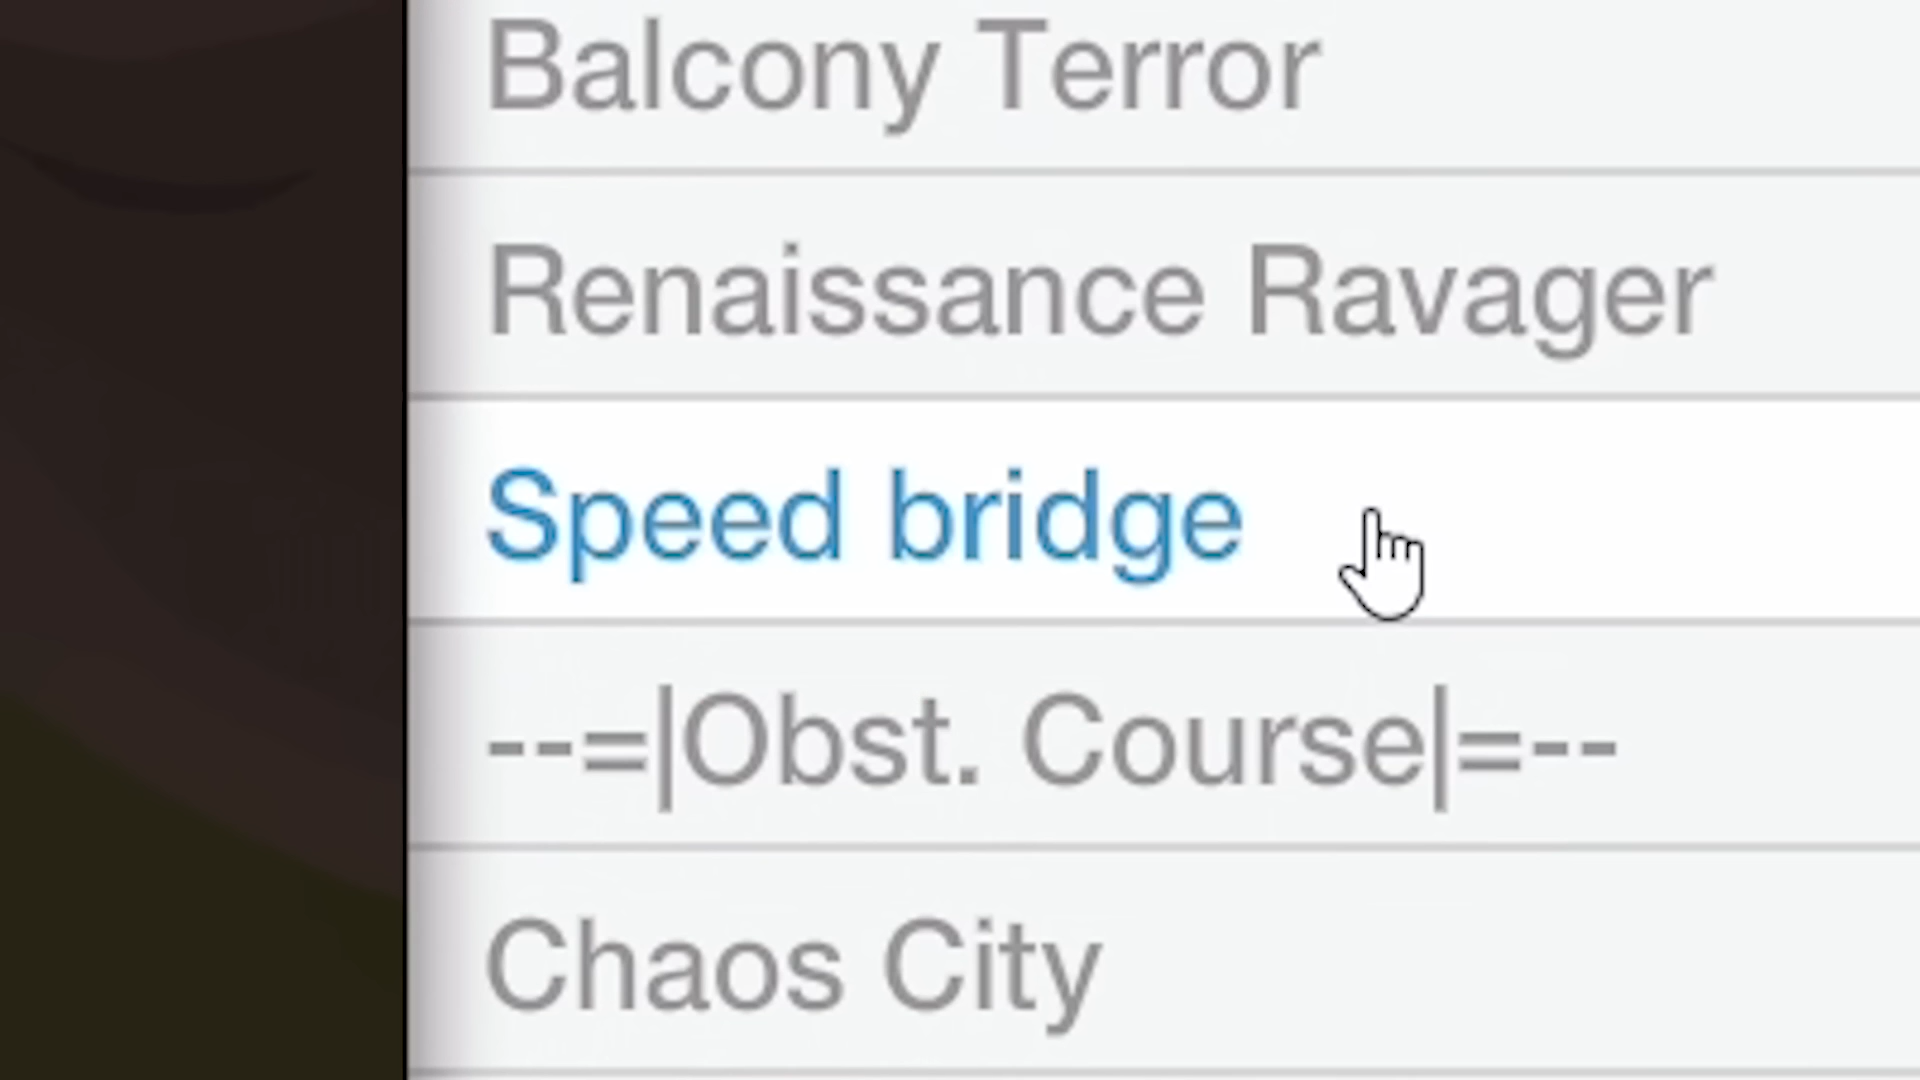 Balcony Terror
Renaissance Ravager
Speed bridge
--=|Obst. Course|=--
Chaos City